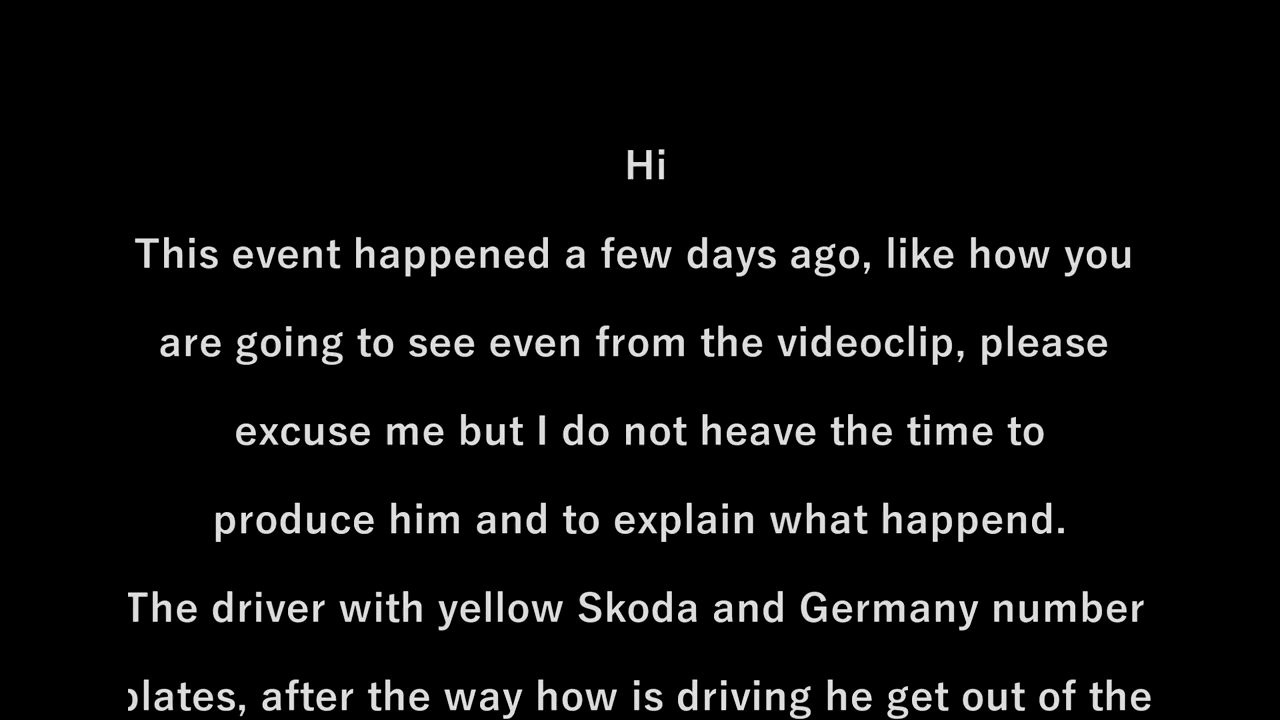 Hi
This event happened a few days ago, like how you
are going to see even from the videoclip, please
excuse me but I do not heave the time to
produce him and to explain what happend.
The driver with yellow Skoda and Germany number
plates, after the way how is driving he get out of the